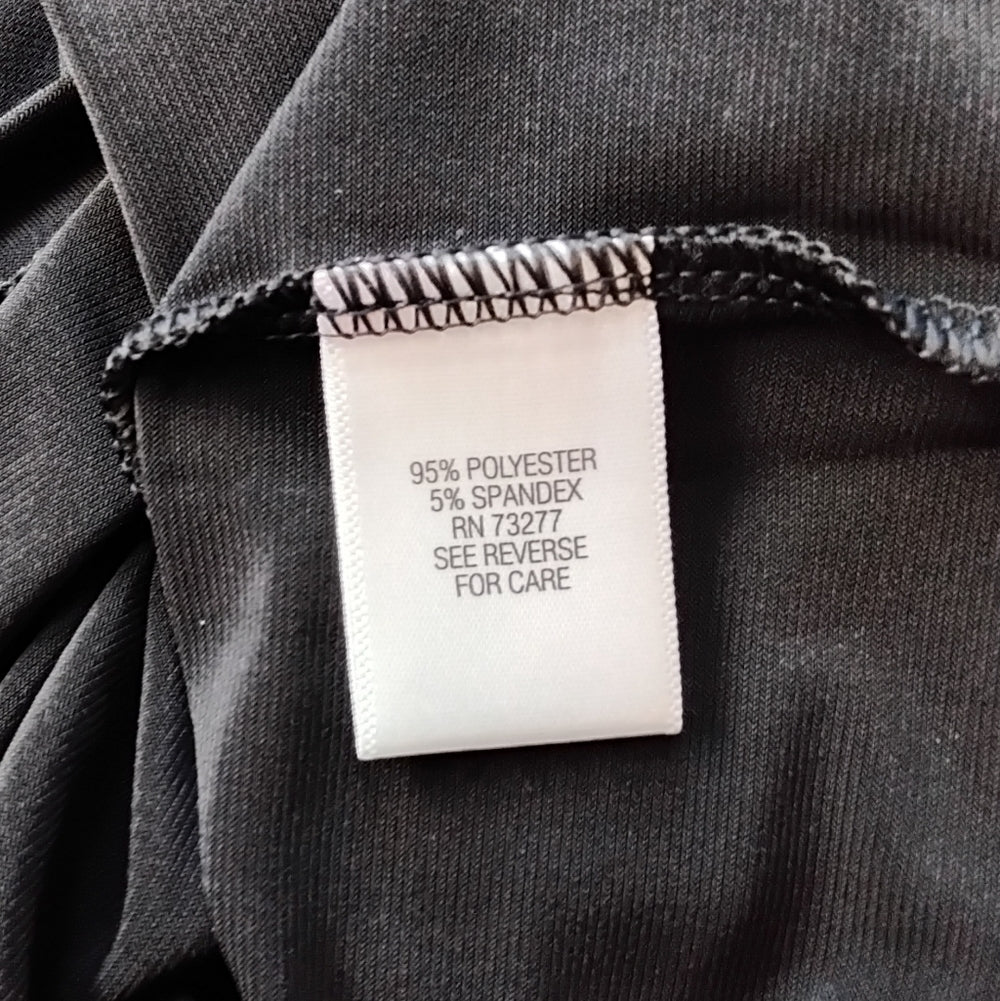 95% POLYESTER
5% SPANDEX
RN 73277
SEE REVERSE
FOR CARE